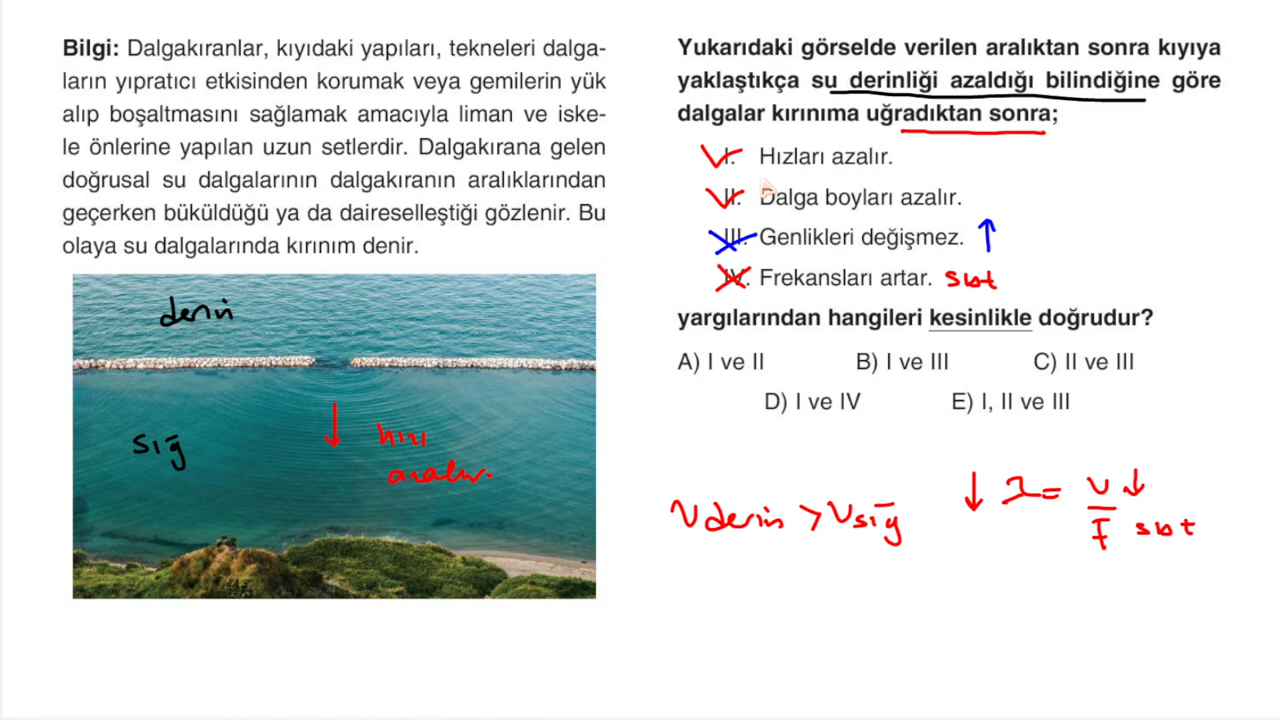 Bilgi: Dalgakıranlar, kıyıdaki yapıları, tekneleri dalga-
ların yıpratıcı etkisinden korumak veya gemilerin yük
alıp boşaltmasını sağlamak amacıyla liman ve iske-
le önlerine yapılan uzun setlerdir. Dalgakırana gelen
doğrusal su dalgalarının dalgakıranın aralıklarından
geçerken büküldüğü ya da daireselleştiği gözlenir. Bu
olaya su dalgalarında kırınım denir.
derin
sığ
hızı
azalır.
Yukarıdaki görselde verilen aralıktan sonra kıyıya
yaklaştıkça su derinliği azaldığı bilindiğine göre
dalgalar kırınıma uğradıktan sonra;
I. Hızları azalır.
II. Dalga boyları azalır.
III. Genlikleri değişmez. ↑
IV. Frekansları artar. sbt
yargılarından hangileri kesinlikle doğrudur?
A) I ve II B) I ve III C) II ve III
D) I ve IV E) I, II ve III
Vderin > Vsığ
↓ λ = V↓
f sbt